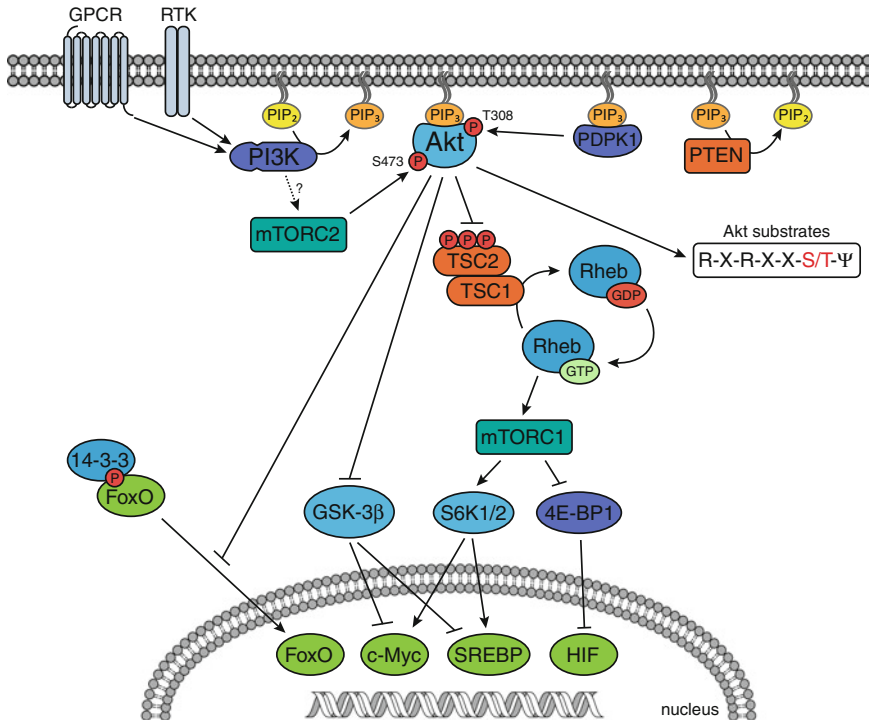 GPCR
RTK
PIP2
PIP3
PIP3
PIP3
PIP3
PIP2
P
T308
Akt
PDPK1
PTEN
PI3K
S473
P
?
mTORC2
Akt substrates
R-X-R-X-X-S/T-Ψ
P P P
TSC2
TSC1
Rheb
GDP
Rheb
GTP
mTORC1
14-3-3
P
FoxO
GSK-3β
S6K1/2
4E-BP1
FoxO
c-Myc
SREBP
HIF
nucleus